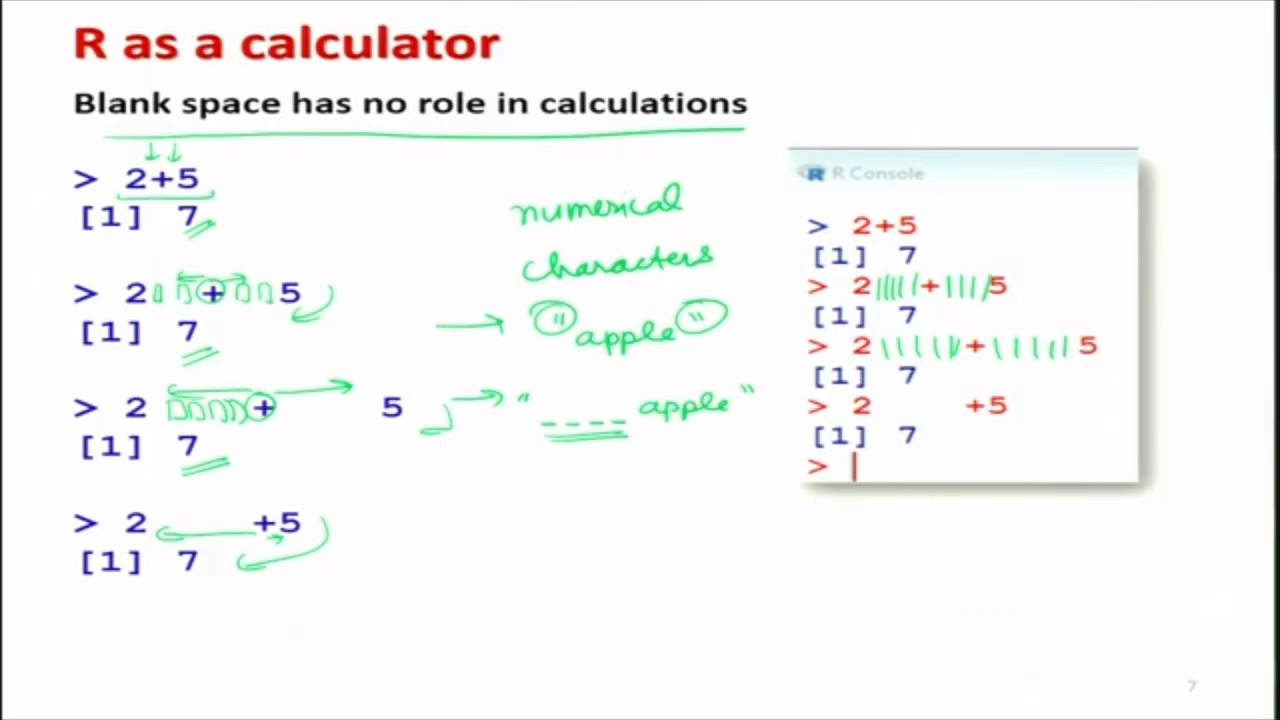 R as a calculator
Blank space has no role in calculations
> 2+5
[1] 7
> 2 + 5
[1] 7
> 2 + 5
[1] 7
> 2 +5
[1] 7
numerical
characters
"apple"
" ---- apple "
R R Console
> 2+5
[1] 7
> 2 + 5
[1] 7
> 2 + 5
[1] 7
> 2 +5
[1] 7
>
7